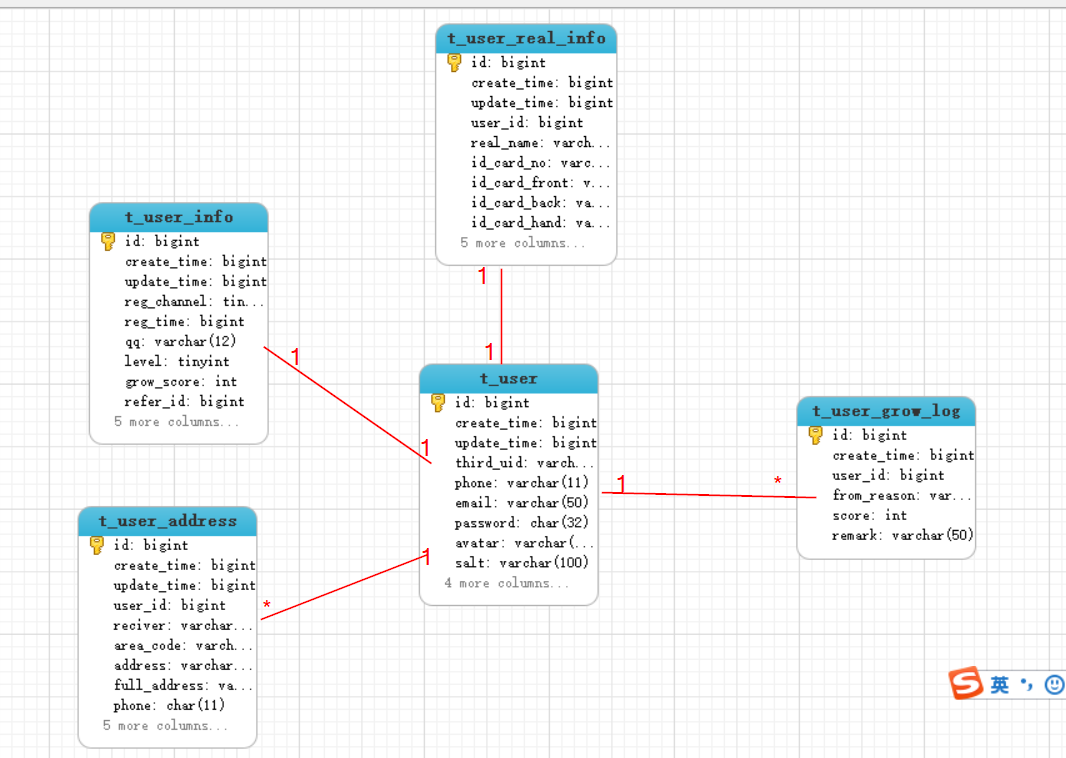 t_user_real_info
id: bigint
create_time: bigint
update_time: bigint
user_id: bigint
real_name: varch...
id_card_no: varc...
id_card_front: v...
id_card_back: va...
id_card_hand: va...
5 more columns...
1
1
t_user_info
id: bigint
create_time: bigint
update_time: bigint
reg_channel: tin...
reg_time: bigint
qq: varchar(12)
level: tinyint
grow_score: int
refer_id: bigint
5 more columns...
1
1
t_user
id: bigint
create_time: bigint
update_time: bigint
third_uid: varch...
phone: varchar(11)
email: varchar(50)
password: char(32)
avatar: varchar(...
salt: varchar(100)
4 more columns...
1
*
t_user_grow_log
id: bigint
create_time: bigint
user_id: bigint
from_reason: var...
score: int
remark: varchar(50)
t_user_address
id: bigint
create_time: bigint
update_time: bigint
user_id: bigint
reciver: varchar...
area_code: varch...
address: varchar...
full_address: va...
phone: char(11)
5 more columns...
*
1
S 英